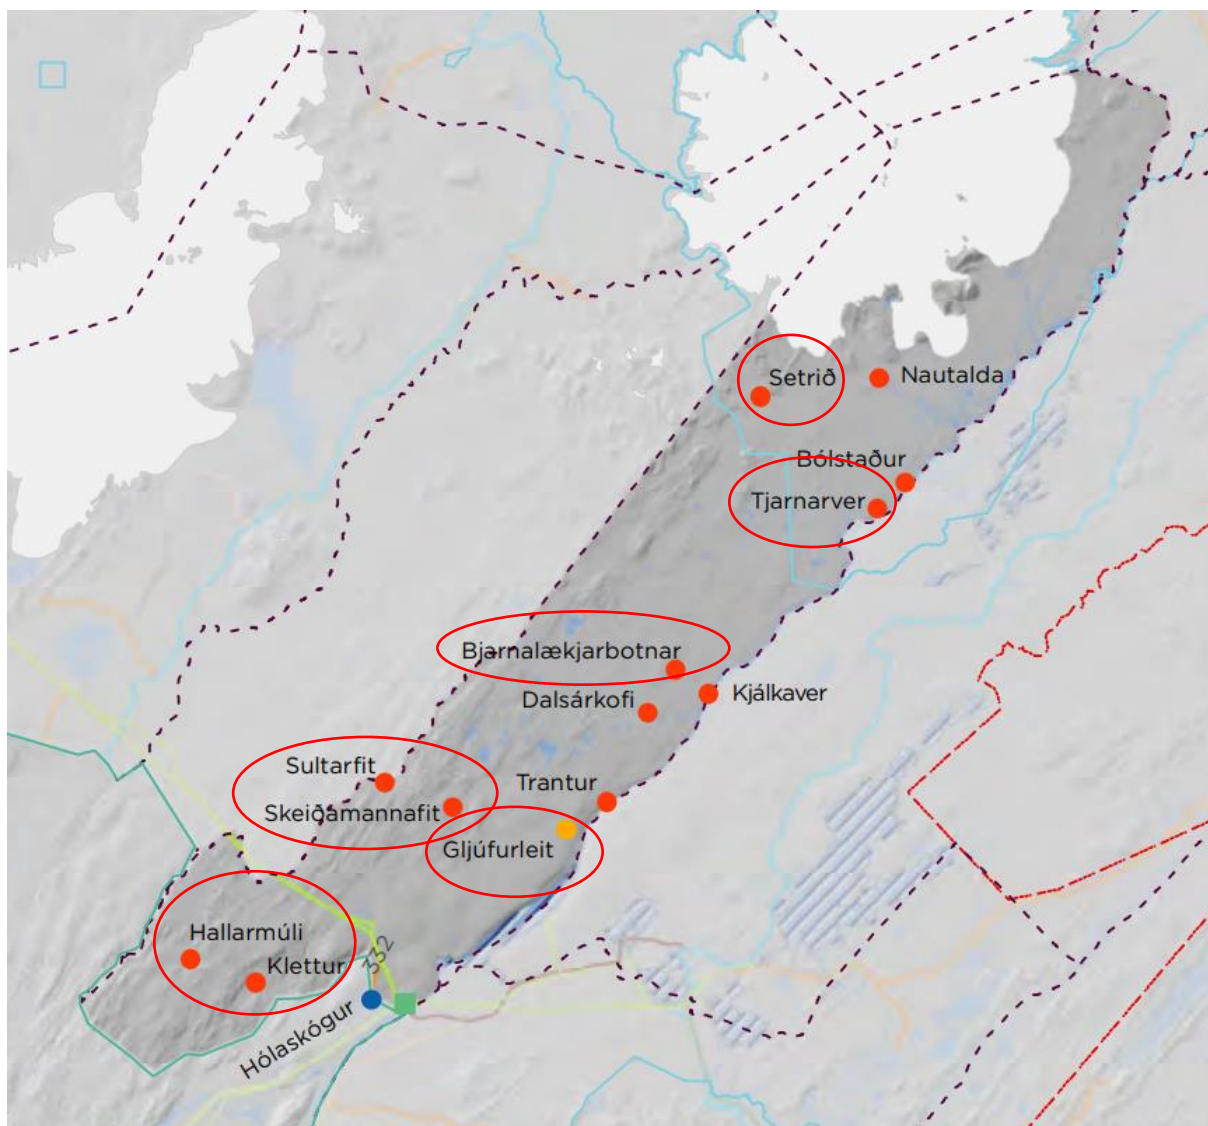 Setrið
Nautalda
Bólstaður
Tjarnarver
Bjarnalækjarbotnar
Dalsárkofi
Kjálkaver
Sultarfit
Trantur
Skeiðamannafit
Gljúfurleit
Hallarmúli
Klettur
332
Hólaskógur